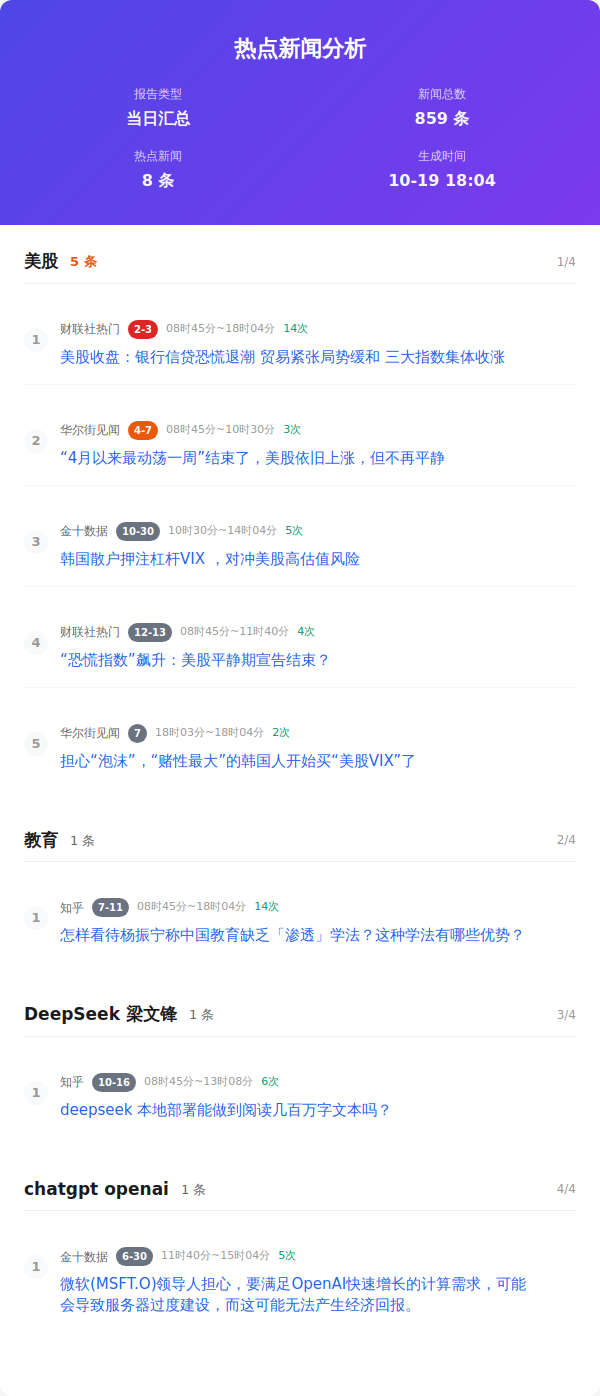 热点新闻分析
报告类型
新闻总数
当日汇总
859 条
热点新闻
生成时间
8 条
10-19 18:04
美股 5 条 1/4
1
财联社热门 2-3 08时45分~18时04分 14次
美股收盘：银行信贷恐慌退潮 贸易紧张局势缓和 三大指数集体收涨
2
华尔街见闻 4-7 08时45分~10时30分 3次
“4月以来最动荡一周”结束了，美股依旧上涨，但不再平静
3
金十数据 10-30 10时30分~14时04分 5次
韩国散户押注杠杆VIX ，对冲美股高估值风险
4
财联社热门 12-13 08时45分~11时40分 4次
“恐慌指数”飙升：美股平静期宣告结束？
5
华尔街见闻 7 18时03分~18时04分 2次
担心“泡沫”，“赌性最大”的韩国人开始买“美股VIX”了
教育 1 条 2/4
1
知乎 7-11 08时45分~18时04分 14次
怎样看待杨振宁称中国教育缺乏「渗透」学法？这种学法有哪些优势？
DeepSeek 梁文锋 1 条 3/4
1
知乎 10-16 08时45分~13时08分 6次
deepseek 本地部署能做到阅读几百万字文本吗？
chatgpt openai 1 条 4/4
1
金十数据 6-30 11时40分~15时04分 5次
微软(MSFT.O)领导人担心，要满足OpenAI快速增长的计算需求，可能
会导致服务器过度建设，而这可能无法产生经济回报。